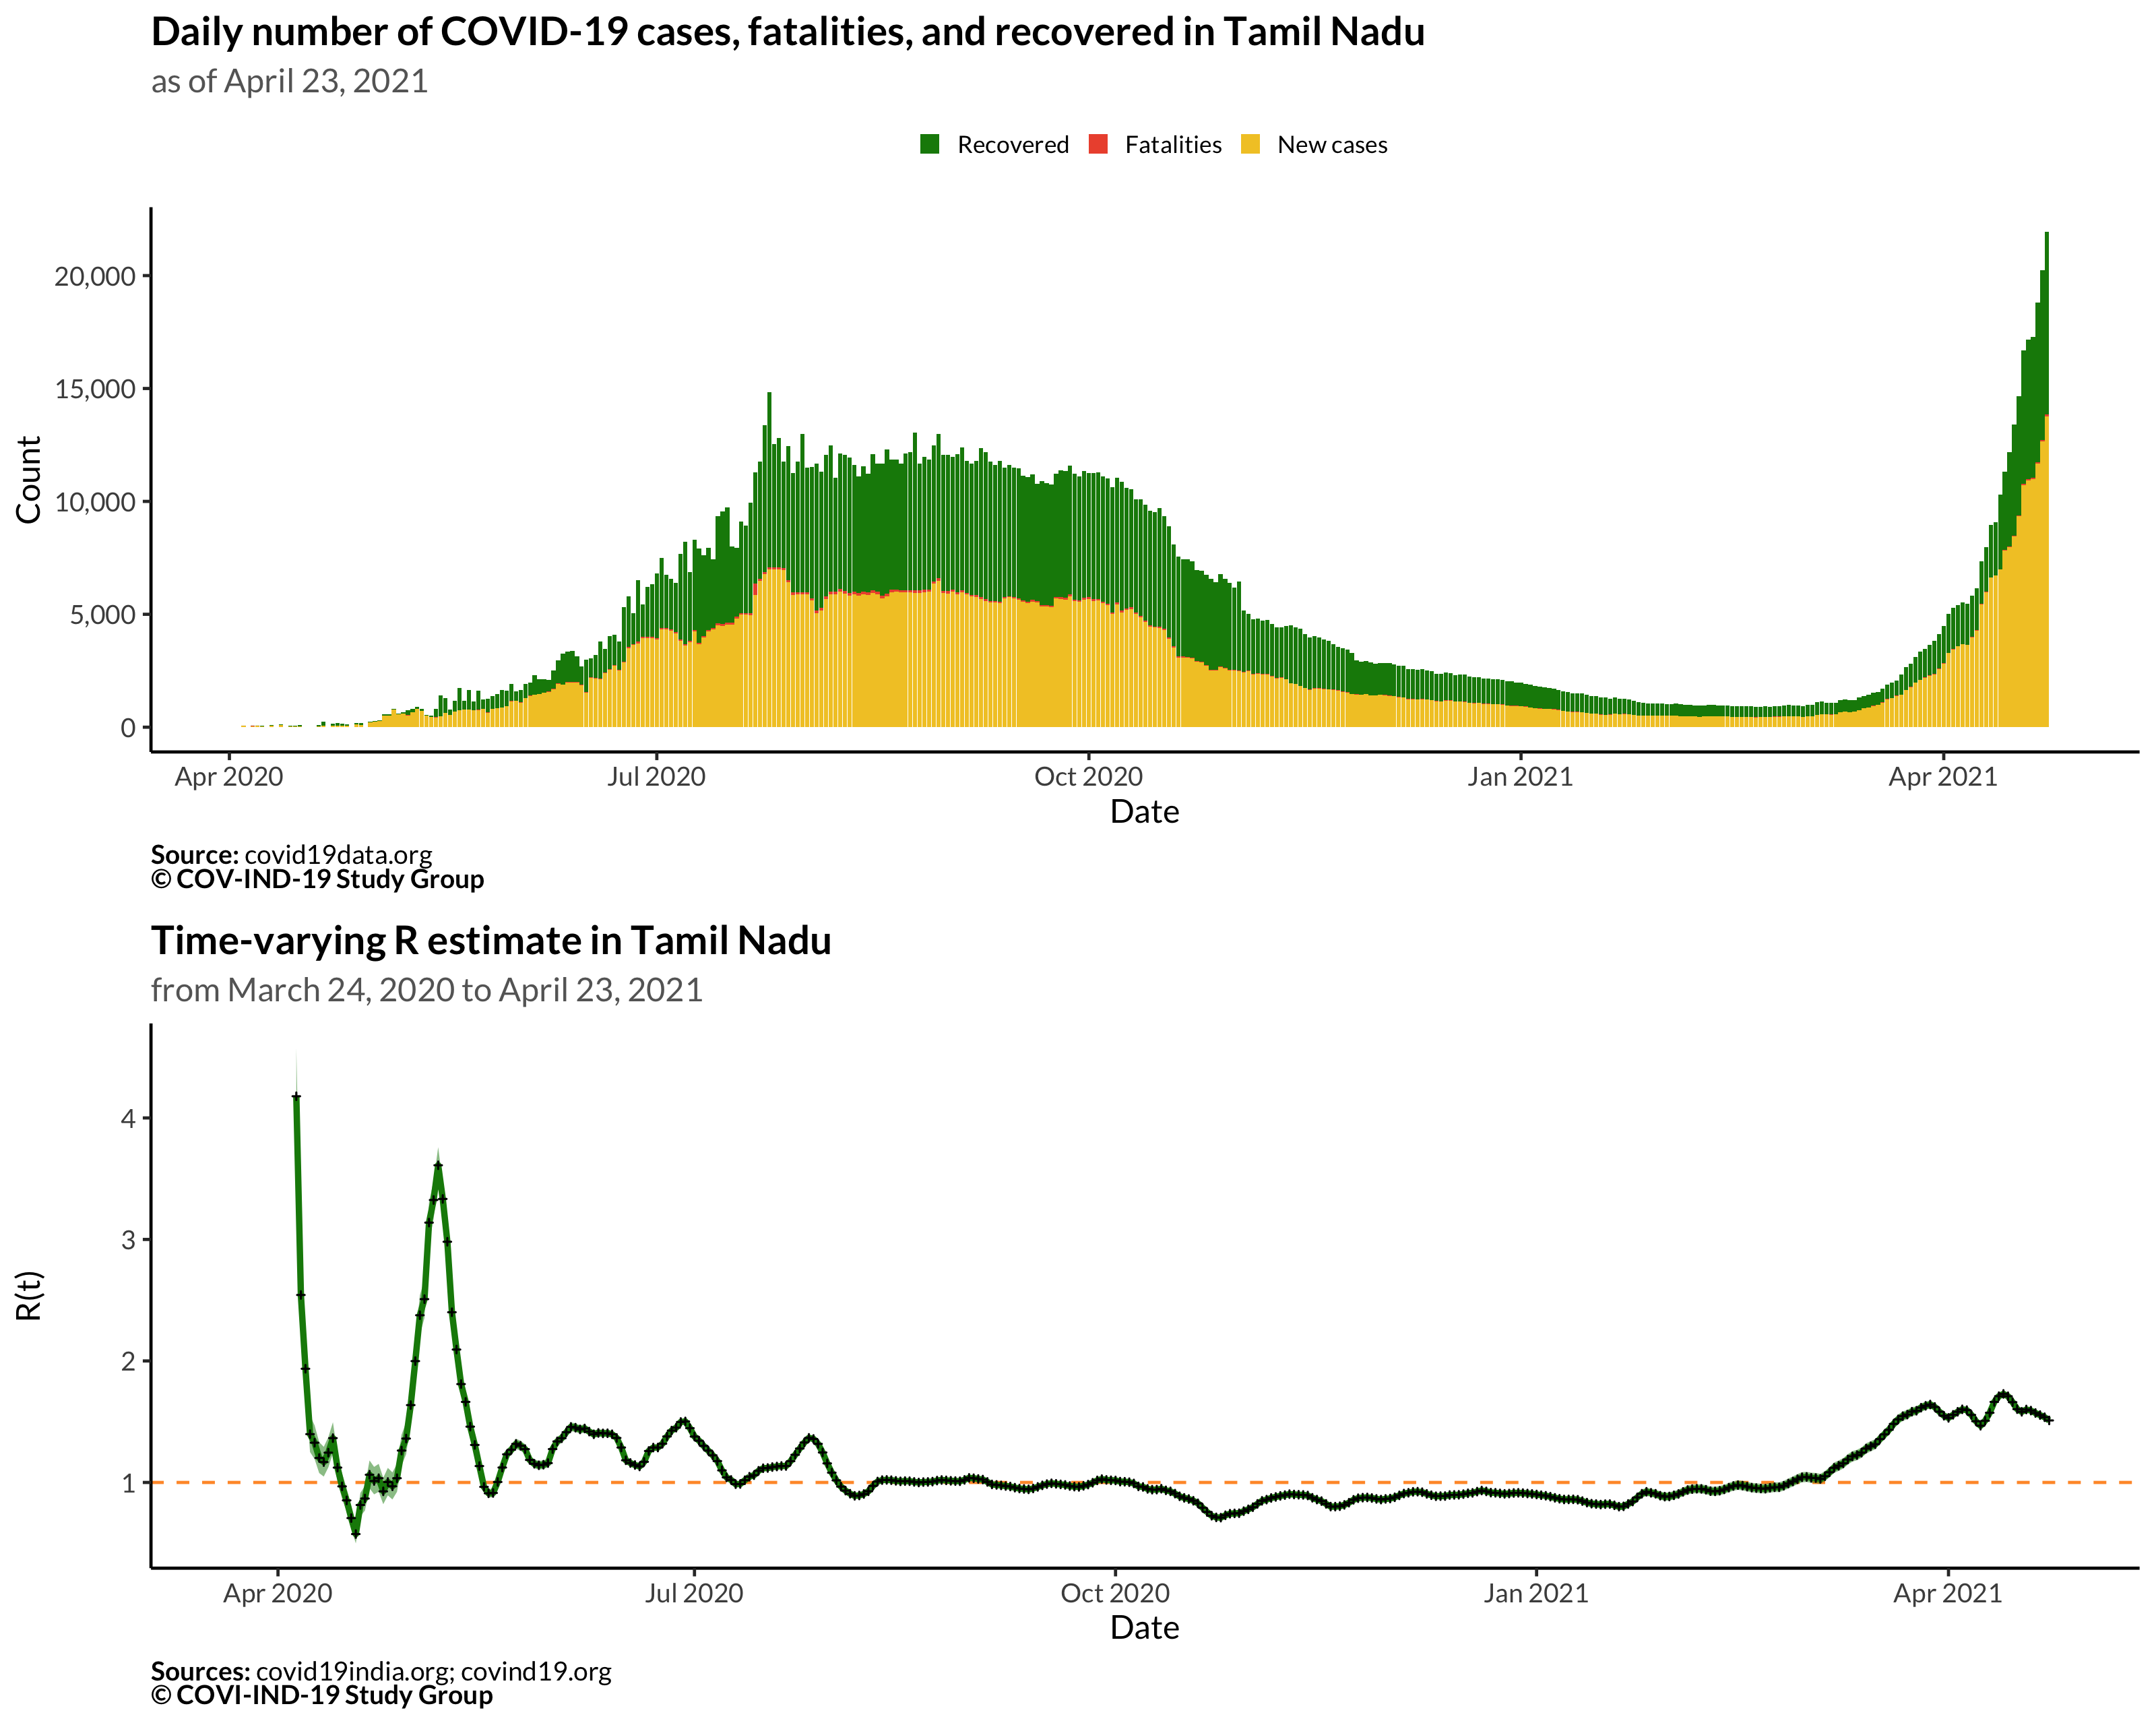 Daily number of COVID-19 cases, fatalities, and recovered in Tamil Nadu
as of April 23, 2021
Recovered Fatalities New cases
Count
20,000
15,000
10,000
5,000
0
Apr 2020 Jul 2020 Oct 2020 Jan 2021 Apr 2021
Date
Source: covid19data.org
© COV-IND-19 Study Group
Time-varying R estimate in Tamil Nadu
from March 24, 2020 to April 23, 2021
R(t)
4
3
2
1
Apr 2020 Jul 2020 Oct 2020 Jan 2021 Apr 2021
Date
Sources: covid19india.org; covind19.org
© COVI-IND-19 Study Group